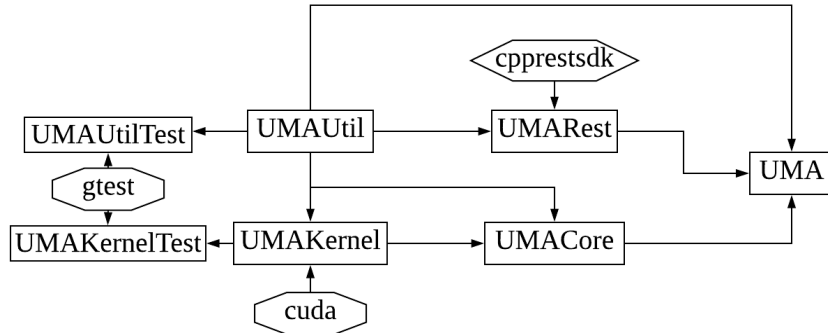 cpprestsdk
UMAUtilTest
UMAUtil
UMARest
UMA
gtest
UMAKernelTest
UMAKernel
UMACore
cuda